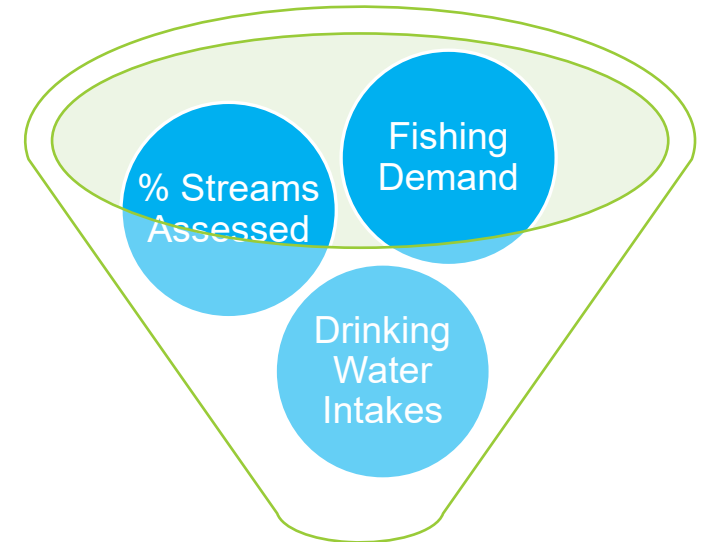 % Streams
Assessed
Fishing
Demand
Drinking
Water
Intakes